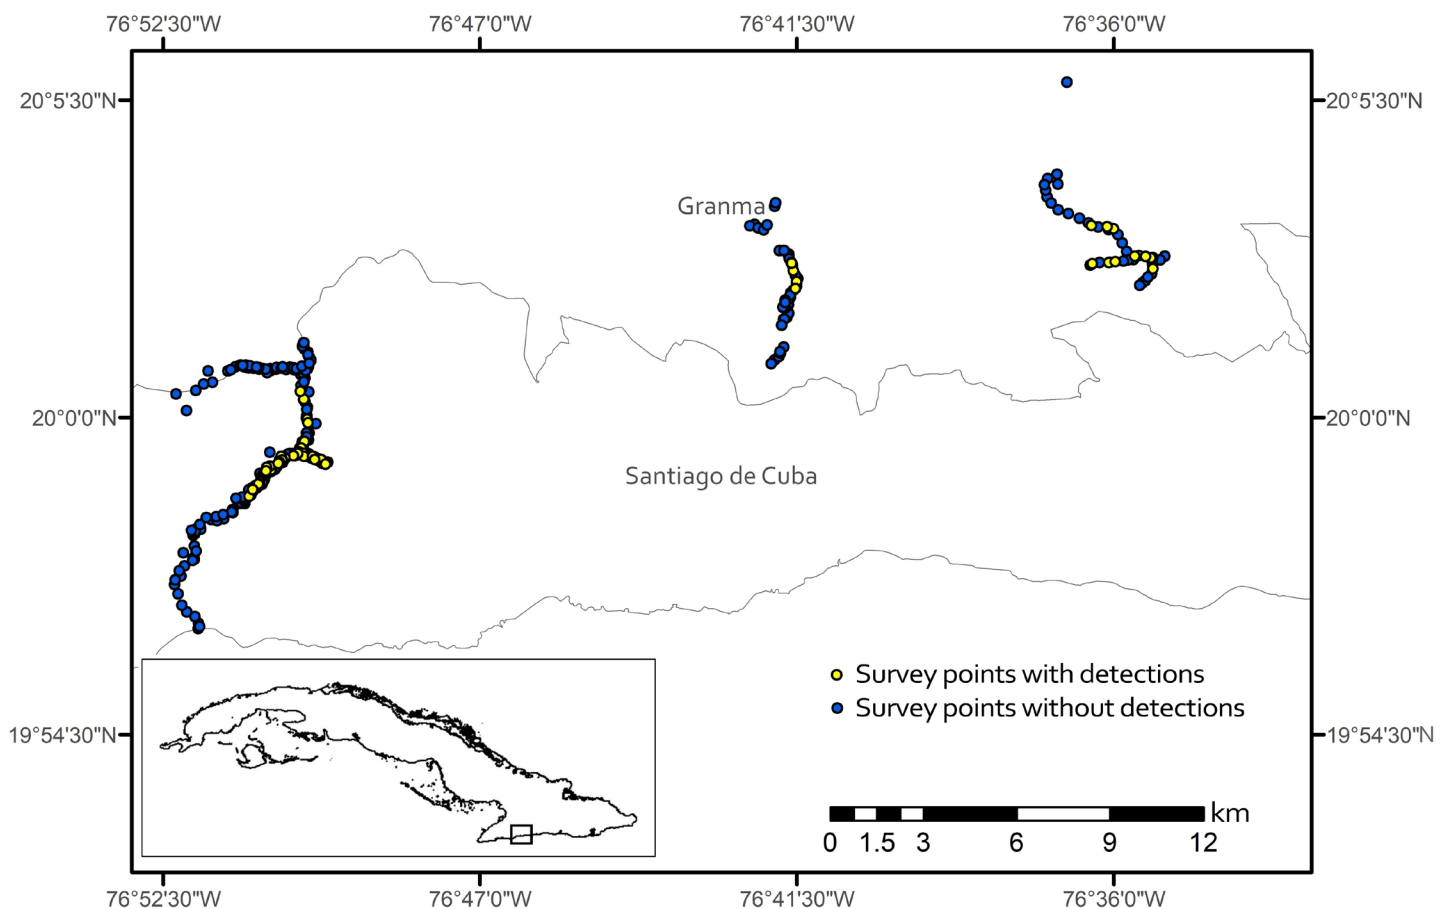 76°52'30"W 76°47'0"W 76°41'30"W 76°36'0"W
20°5'30"N 20°5'30"N
Granma
20°0'0"N 20°0'0"N
Santiago de Cuba
Survey points with detections
Survey points without detections
19°54'30"N 19°54'30"N
km
0 1.5 3 6 9 12
76°52'30"W 76°47'0"W 76°41'30"W 76°36'0"W